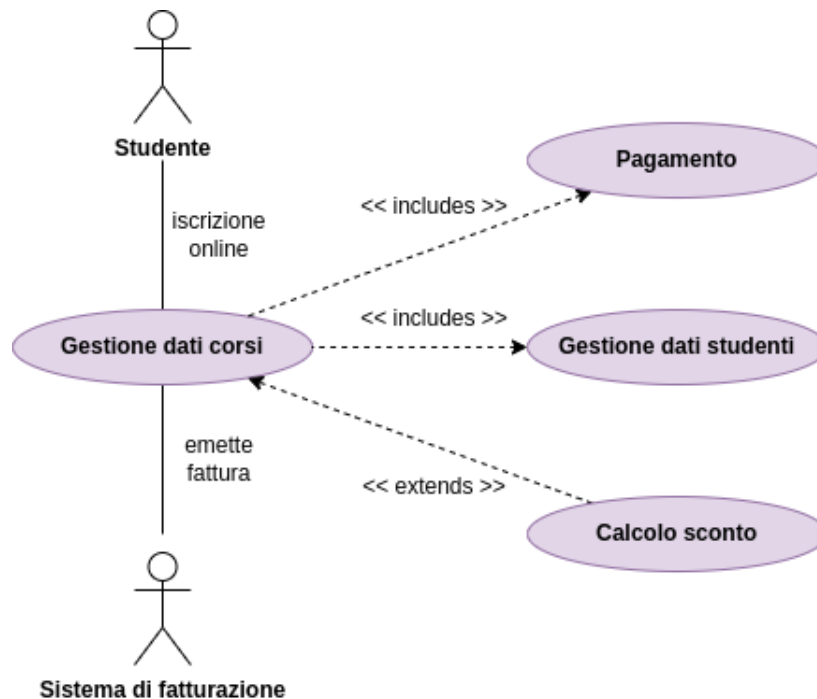 Studente
Pagamento
<< includes >>
iscrizione
online
<< includes >>
Gestione dati corsi
Gestione dati studenti
emette
fattura
<< extends >>
Calcolo sconto
Sistema di fatturazione